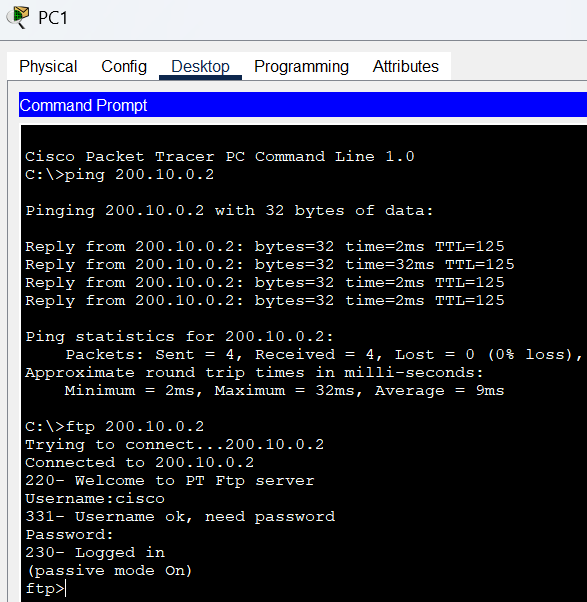 PC1
Physical Config Desktop Programming Attributes
Command Prompt
Cisco Packet Tracer PC Command Line 1.0
C:\>ping 200.10.0.2
Pinging 200.10.0.2 with 32 bytes of data:
Reply from 200.10.0.2: bytes=32 time=2ms TTL=125
Reply from 200.10.0.2: bytes=32 time=32ms TTL=125
Reply from 200.10.0.2: bytes=32 time=2ms TTL=125
Reply from 200.10.0.2: bytes=32 time=2ms TTL=125
Ping statistics for 200.10.0.2:
Packets: Sent = 4, Received = 4, Lost = 0 (0% loss),
Approximate round trip times in milli-seconds:
Minimum = 2ms, Maximum = 32ms, Average = 9ms
C:\>ftp 200.10.0.2
Trying to connect...200.10.0.2
Connected to 200.10.0.2
220- Welcome to PT Ftp server
Username:cisco
331- Username ok, need password
Password:
230- Logged in
(passive mode On)
ftp>